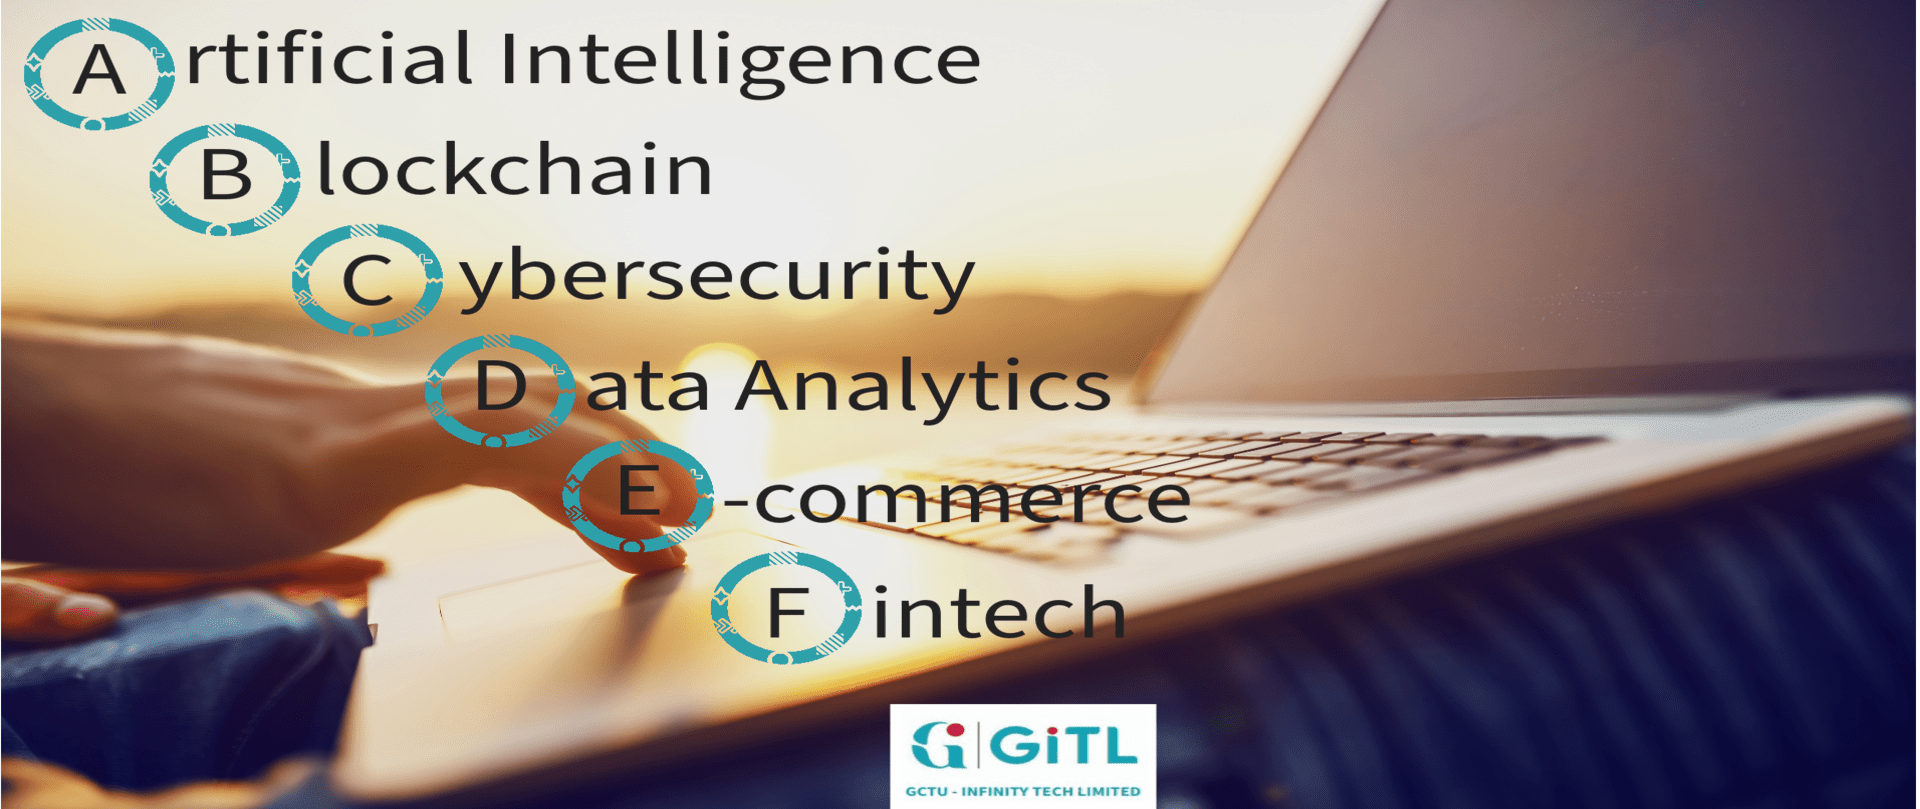 Artificial Intelligence
Blockchain
Cybersecurity
Data Analytics
E-commerce
Fintech
GiTL
GCTU - INFINITY TECH LIMITED